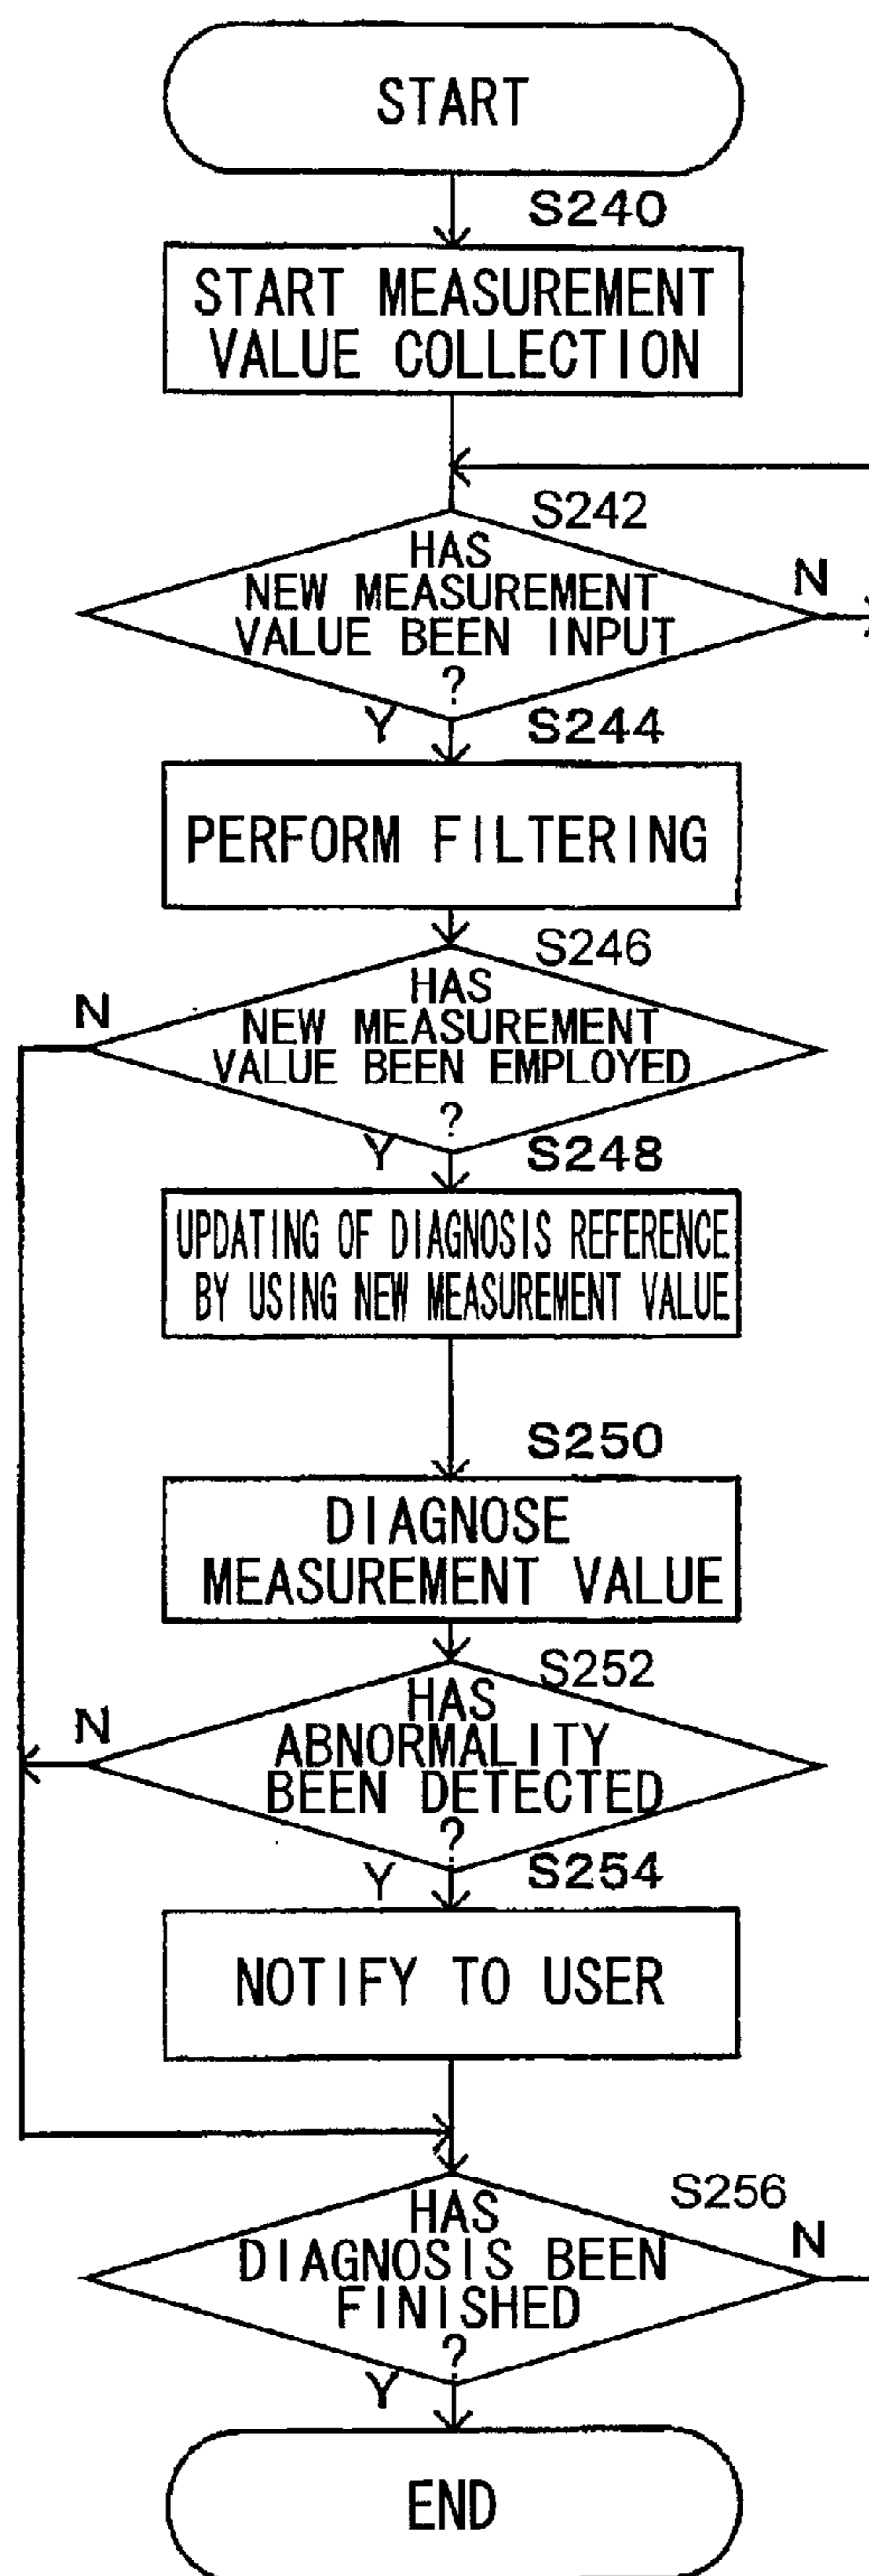 START
S240
START MEASUREMENT
VALUE COLLECTION
S242
HAS
NEW MEASUREMENT
VALUE BEEN INPUT
?
N
Y
S244
PERFORM FILTERING
S246
HAS
NEW MEASUREMENT
VALUE BEEN EMPLOYED
?
N
Y
S248
UPDATING OF DIAGNOSIS REFERENCE
BY USING NEW MEASUREMENT VALUE
S250
DIAGNOSE
MEASUREMENT VALUE
S252
HAS
ABNORMALITY
BEEN DETECTED
?
N
Y
S254
NOTIFY TO USER
S256
HAS
DIAGNOSIS BEEN
FINISHED
?
N
Y
END